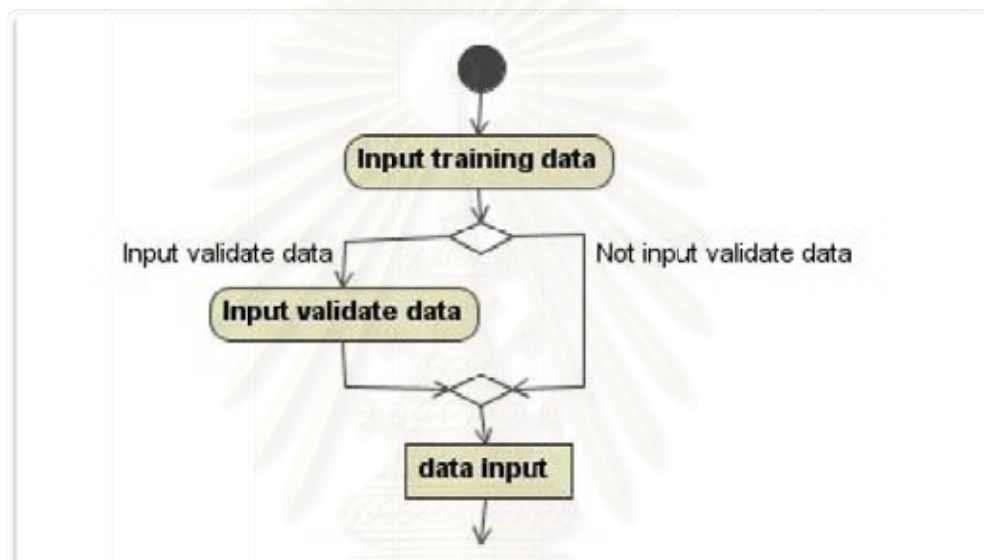 Input training data
Input validate data
Not input validate data
Input validate data
data input